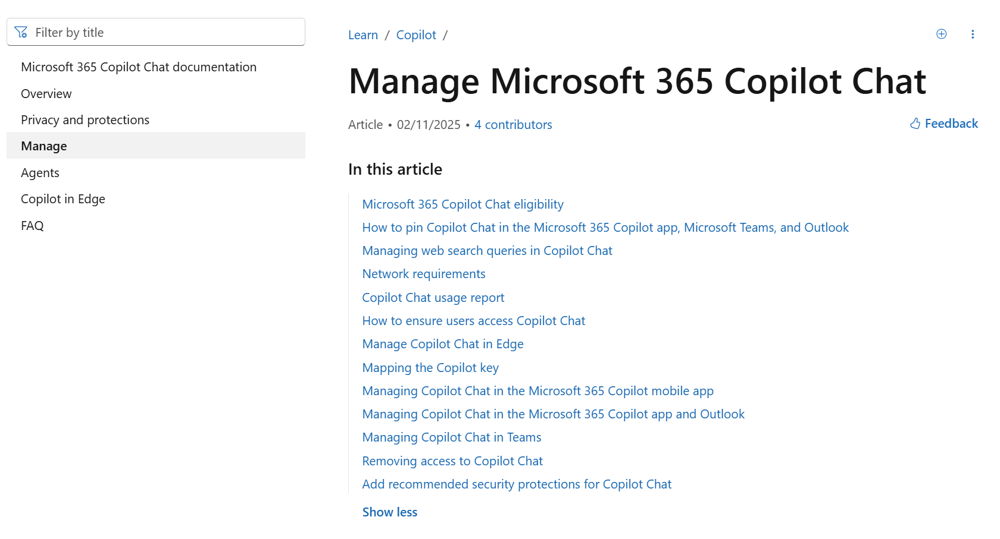 Filter by title
Microsoft 365 Copilot Chat documentation
Overview
Privacy and protections
Manage
Agents
Copilot in Edge
FAQ
Learn / Copilot /
Manage Microsoft 365 Copilot Chat
Article • 02/11/2025 • 4 contributors
Feedback
In this article
Microsoft 365 Copilot Chat eligibility
How to pin Copilot Chat in the Microsoft 365 Copilot app, Microsoft Teams, and Outlook
Managing web search queries in Copilot Chat
Network requirements
Copilot Chat usage report
How to ensure users access Copilot Chat
Manage Copilot Chat in Edge
Mapping the Copilot key
Managing Copilot Chat in the Microsoft 365 Copilot mobile app
Managing Copilot Chat in the Microsoft 365 Copilot app and Outlook
Managing Copilot Chat in Teams
Removing access to Copilot Chat
Add recommended security protections for Copilot Chat
Show less